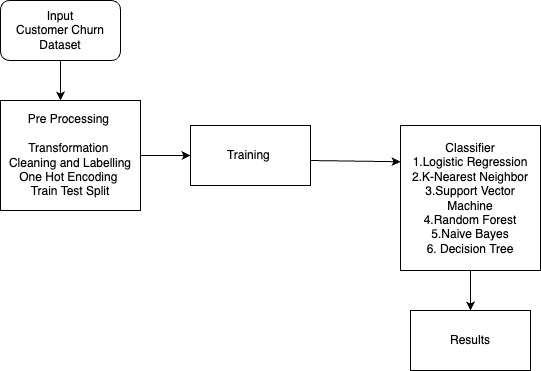 Input
Customer Churn
Dataset
Pre Processing
Transformation
Cleaning and Labelling
One Hot Encoding
Train Test Split
Training
Classifier
1.Logistic Regression
2.K-Nearest Neighbor
3.Support Vector
Machine
4.Random Forest
5.Naive Bayes
6. Decision Tree
Results